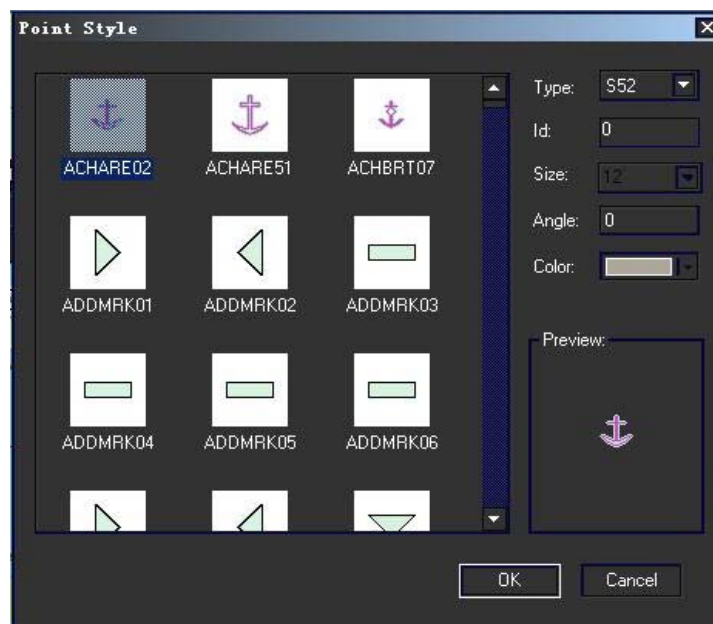 Point Style
ACHARE02 ACHARE51 ACHBRT07
ADDMRK01 ADDMRK02 ADDMRK03
ADDMRK04 ADDMRK05 ADDMRK06
Type: S52
Id: 0
Size: 12
Angle: 0
Color:
Preview:
OK Cancel